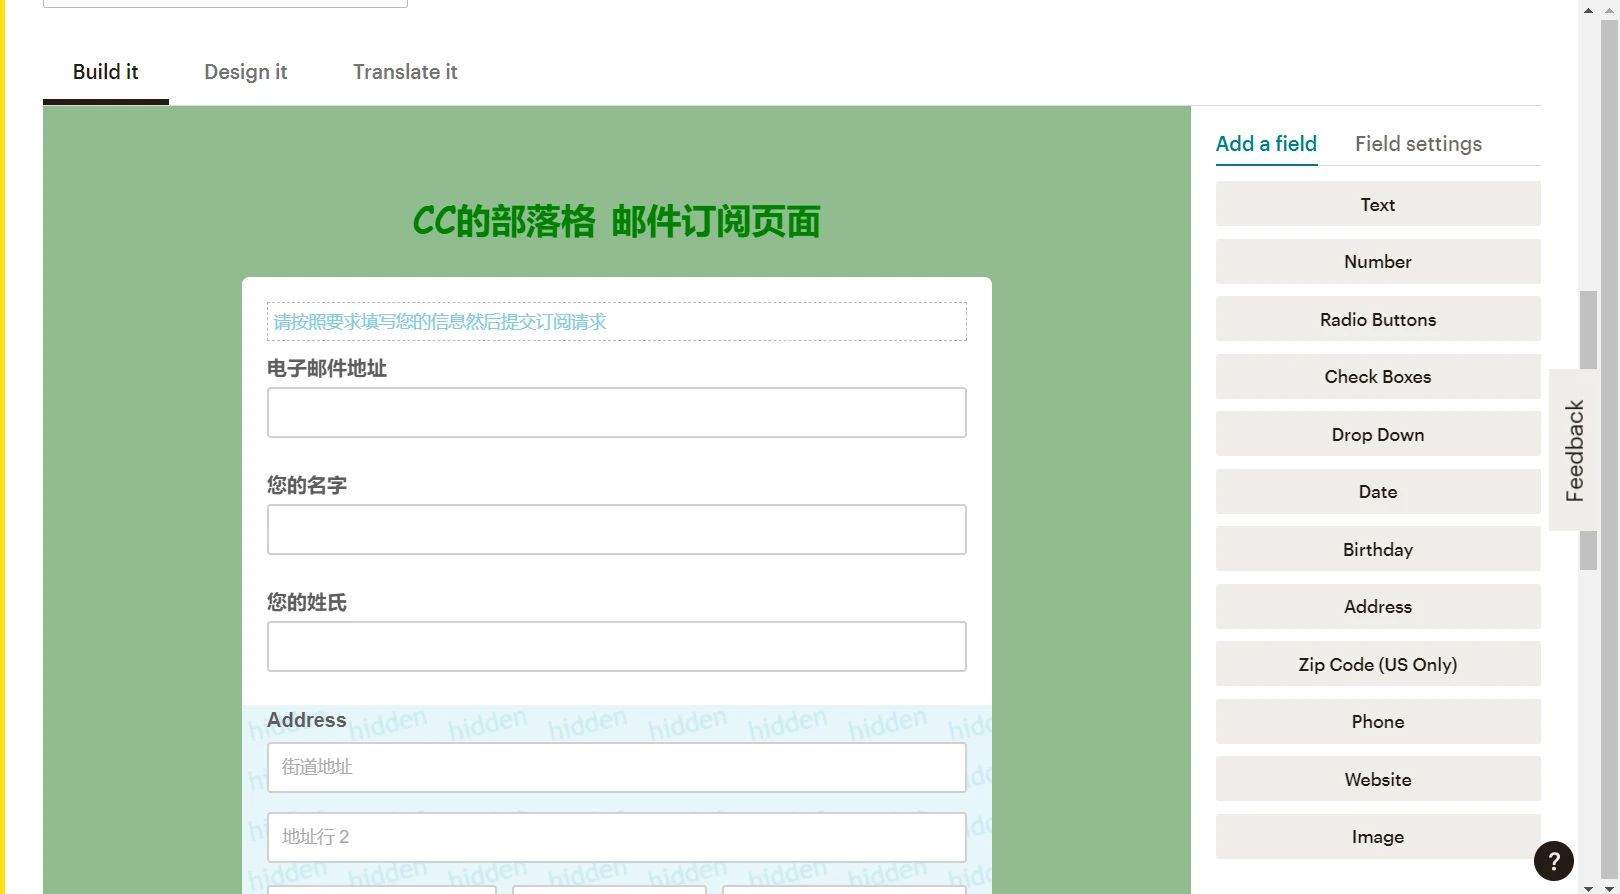 Build it
Design it
Translate it
Add a field
Field settings
CC的部落格 邮件订阅页面
请按照要求填写您的信息然后提交订阅请求
电子邮件地址
您的名字
您的姓氏
hidden hidden hidden hidden hidden hidden hidden
Address
街道地址
地址行 2
hidden hidden hidden hidden hidden hidden hidden
Text
Number
Radio Buttons
Check Boxes
Drop Down
Date
Birthday
Address
Zip Code (US Only)
Phone
Website
Image
Feedback
?